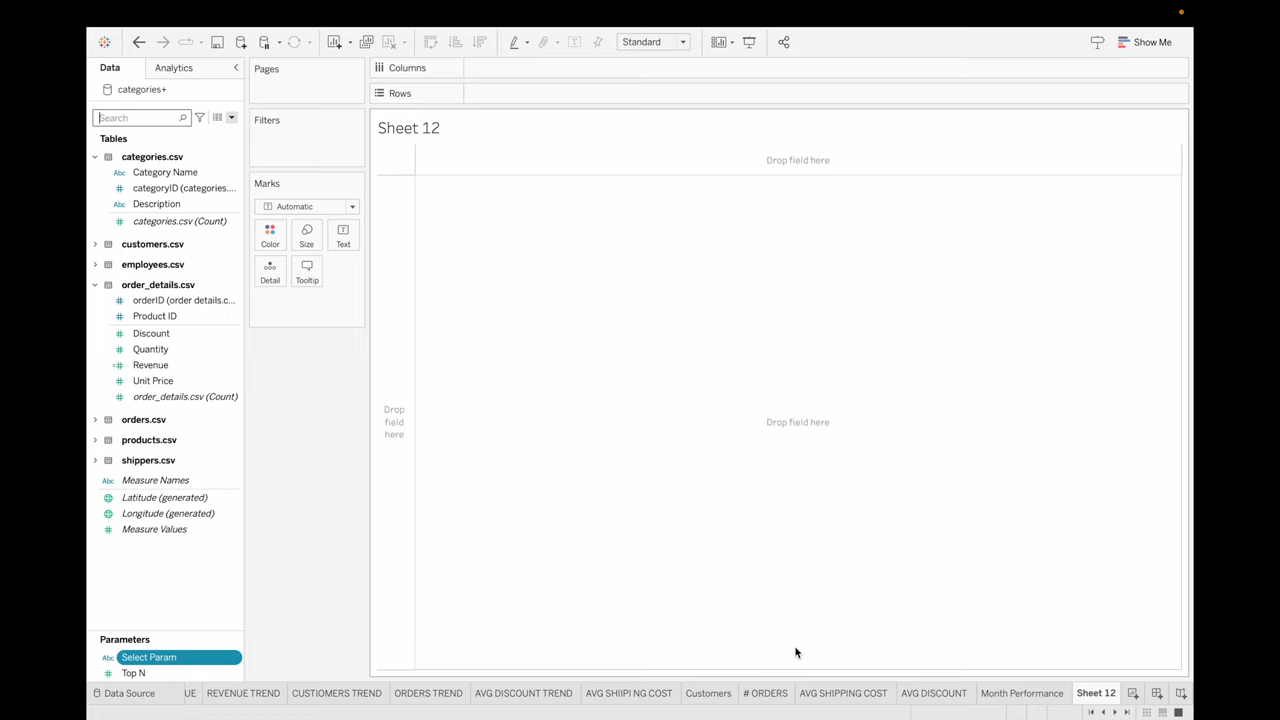 Standard
Show Me
Data
Analytics
categories+
Search
Tables
categories.csv
Abc Category Name
categoryID (categories....
Abc Description
categories.csv (Count)
customers.csv
employees.csv
order_details.csv
orderID (order details.c...
Product ID
Discount
Quantity
Revenue
Unit Price
order_details.csv (Count)
orders.csv
products.csv
shippers.csv
Abc Measure Names
Latitude (generated)
Longitude (generated)
Measure Values
Parameters
Abc Select Param
Top N
Pages
Filters
Marks
Automatic
Color
Size
Text
Detail
Tooltip
Columns
Rows
Sheet 12
Drop field here
Drop
field
here
Drop field here
Data Source
UE
REVENUE TREND
CUSTIOMERS TREND
ORDERS TREND
AVG DISCOUNT TREND
AVG SHIIPI NG COST
Customers
# ORDERS
AVG SHIPPING COST
AVG DISCOUNT
Month Performance
Sheet 12